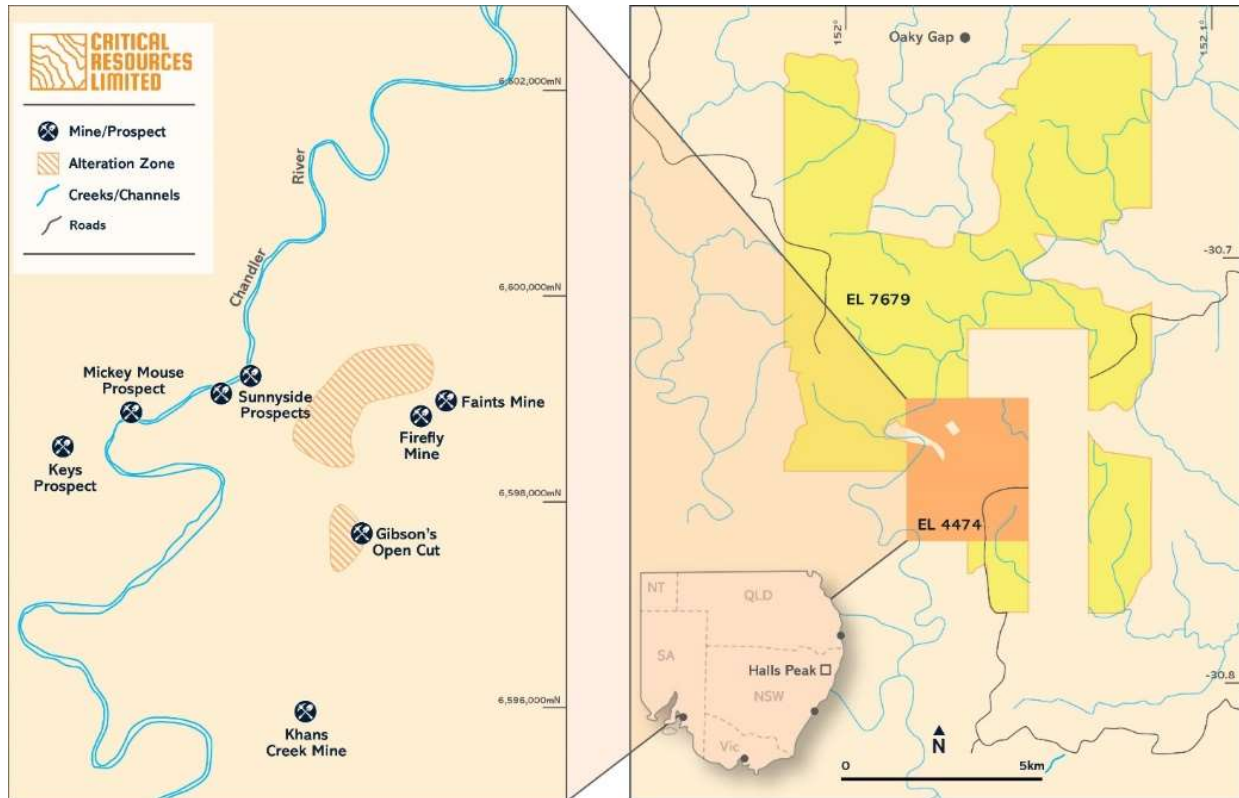 CRITICAL
RESOURCES
LIMITED
Mine/Prospect
Alteration Zone
Creeks/Channels
Roads
6,602,000mN
River
Chandler
6,600,000mN
Mickey Mouse
Prospect
Sunnyside
Prospects
Faints Mine
Firefly
Mine
Keys
Prospect
6,598,000mN
Gibson's
Open Cut
6,596,000mN
Khans
Creek Mine
152°
152.1°
Oaky Gap
-30.7
EL 7679
EL 4474
NT
QLD
SA
Halls Peak
NSW
Vic
-30.8
N
0
5km